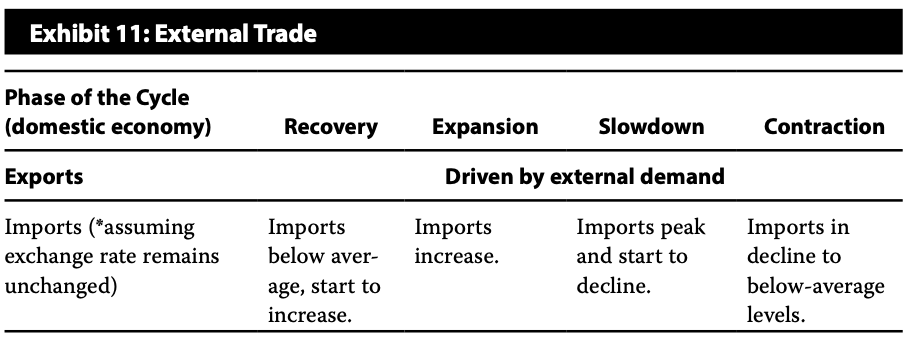 Exhibit 11: External Trade
Phase of the Cycle
(domestic economy) Recovery Expansion Slowdown Contraction
Exports Driven by external demand
Imports (*assuming Imports Imports Imports peak Imports in
exchange rate remains below aver- increase. and start to decline to
unchanged) age, start to decline. below-average
increase. levels.